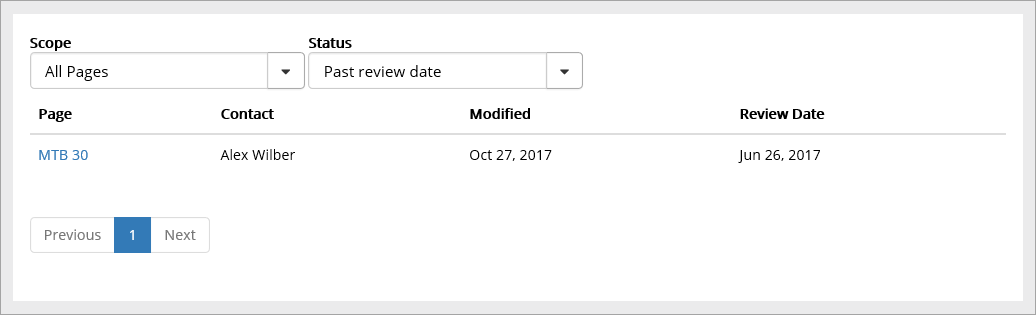 Scope Status
All Pages Past review date
Page Contact Modified Review Date
MTB 30 Alex Wilber Oct 27, 2017 Jun 26, 2017
Previous 1 Next